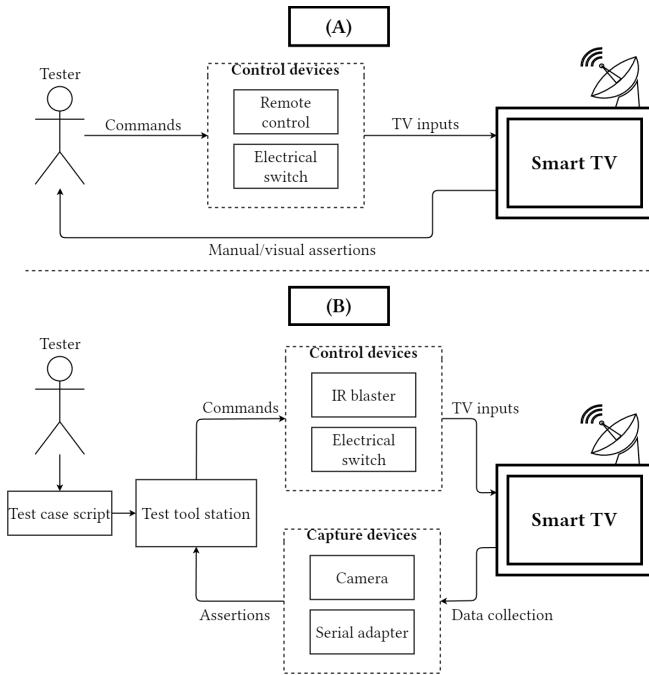 (A)
Tester
Control devices
Commands
Remote
control
Electrical
switch
TV inputs
Smart TV
Manual/visual assertions
(B)
Tester
Control devices
Commands
IR blaster
Electrical
switch
TV inputs
Test case script
Test tool station
Smart TV
Capture devices
Camera
Serial adapter
Assertions
Data collection